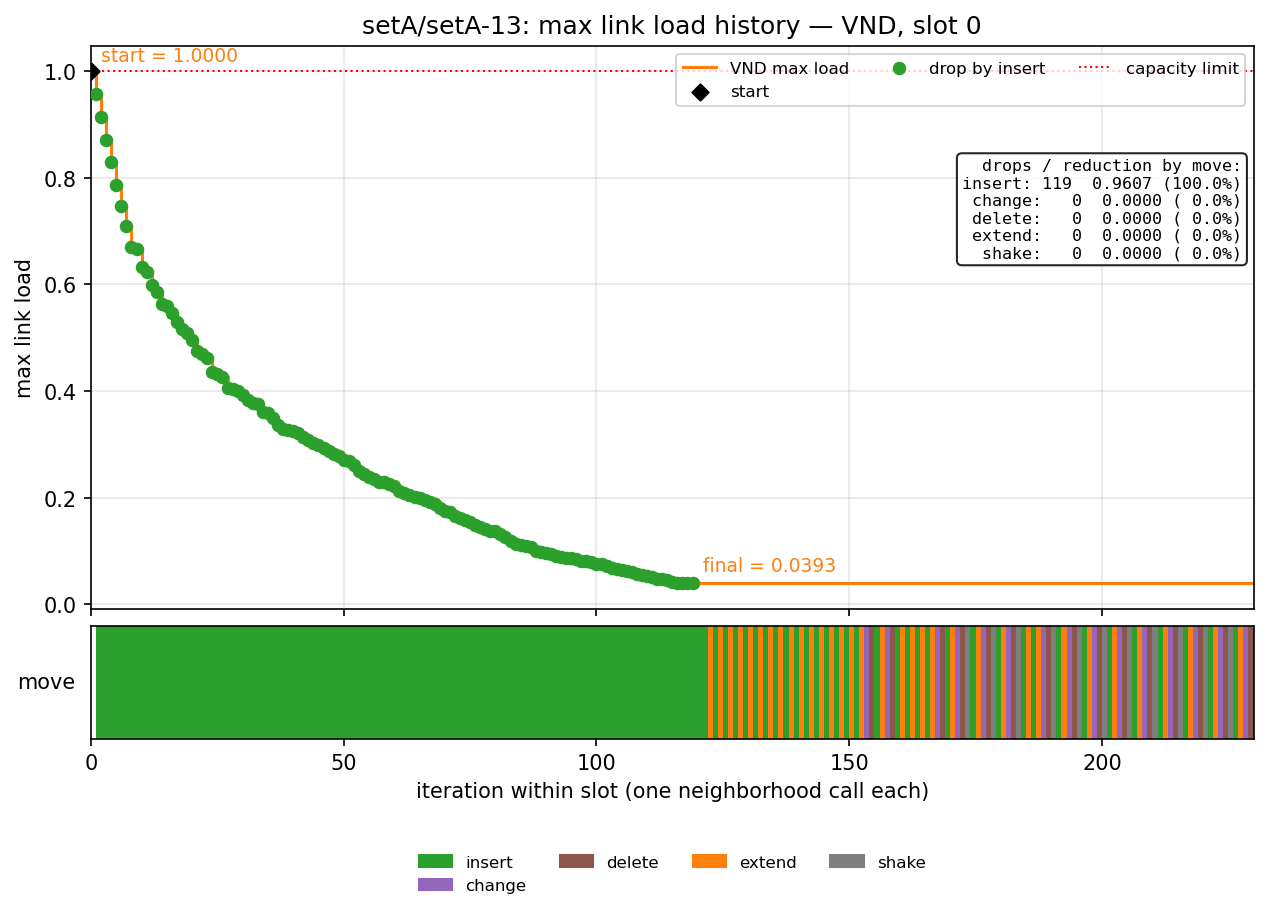 setA/setA-13: max link load history — VND, slot 0
start = 1.0000
VND max load
drop by insert
capacity limit
start
drops / reduction by move:
insert: 119  0.9607 (100.0%)
change:   0  0.0000 (  0.0%)
delete:   0  0.0000 (  0.0%)
extend:   0  0.0000 (  0.0%)
shake:   0  0.0000 (  0.0%)
max link load
1.0
0.8
0.6
0.4
0.2
0.0
final = 0.0393
move
0
50
100
150
200
iteration within slot (one neighborhood call each)
insert
delete
extend
shake
change